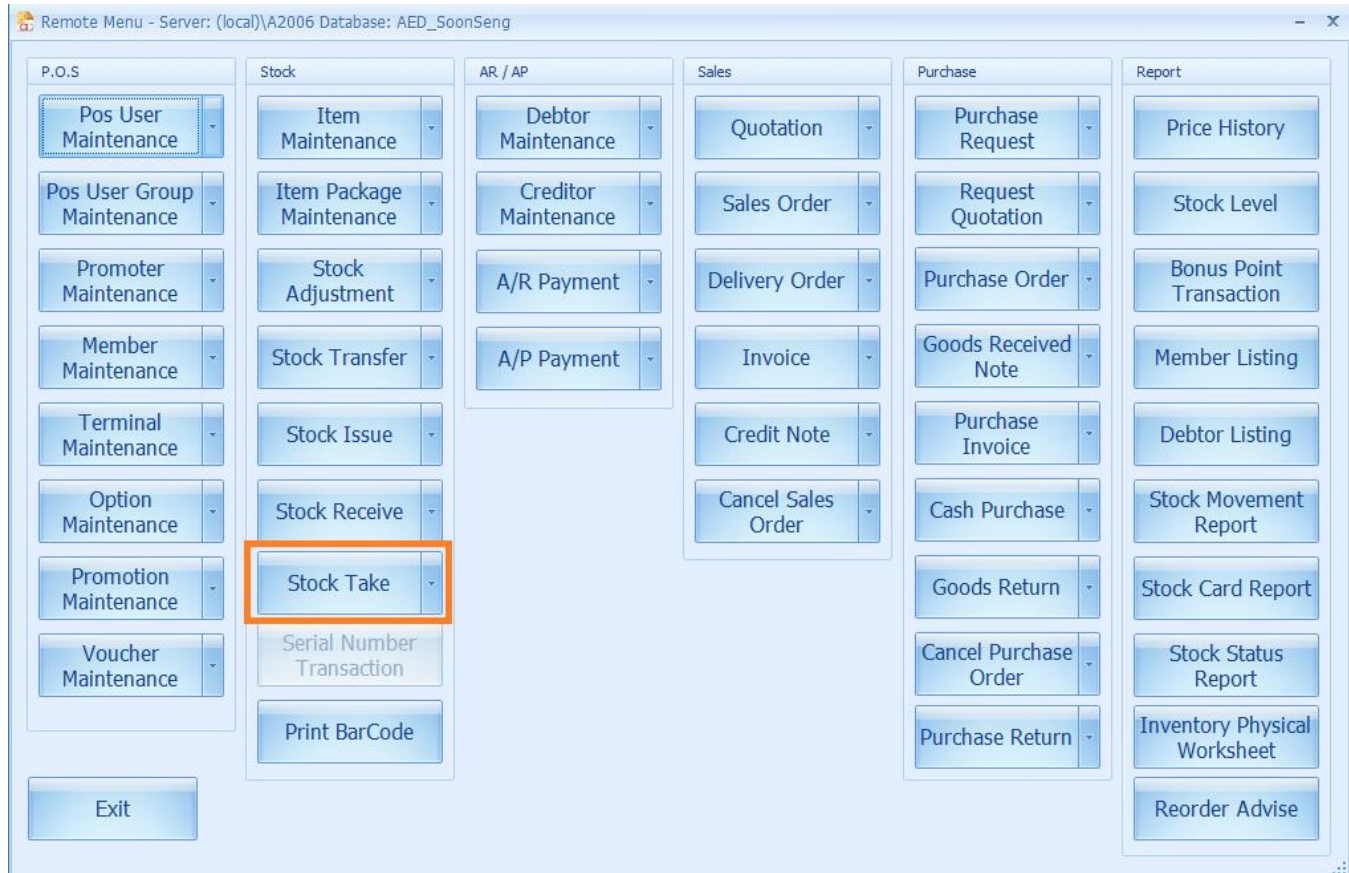 Remote Menu - Server: (local)\A2006 Database: AED_SoonSeng
P.O.S
Pos User
Maintenance
Pos User Group
Maintenance
Promoter
Maintenance
Member
Maintenance
Terminal
Maintenance
Option
Maintenance
Promotion
Maintenance
Voucher
Maintenance
Exit
Stock
Item
Maintenance
Item Package
Maintenance
Stock
Adjustment
Stock Transfer
Stock Issue
Stock Receive
Stock Take
Serial Number
Transaction
Print BarCode
AR / AP
Debtor
Maintenance
Creditor
Maintenance
A/R Payment
A/P Payment
Sales
Quotation
Sales Order
Delivery Order
Invoice
Credit Note
Cancel Sales
Order
Purchase
Purchase
Request
Request
Quotation
Purchase Order
Goods Received
Note
Purchase
Invoice
Cash Purchase
Goods Return
Cancel Purchase
Order
Purchase Return
Report
Price History
Stock Level
Bonus Point
Transaction
Member Listing
Debtor Listing
Stock Movement
Report
Stock Card Report
Stock Status
Report
Inventory Physical
Worksheet
Reorder Advise